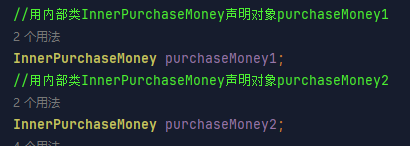 //用内部类InnerPurchaseMoney声明对象purchaseMoney1
2 个用法
InnerPurchaseMoney purchaseMoney1;
//用内部类InnerPurchaseMoney声明对象purchaseMoney2
2 个用法
InnerPurchaseMoney purchaseMoney2;
4 个用法